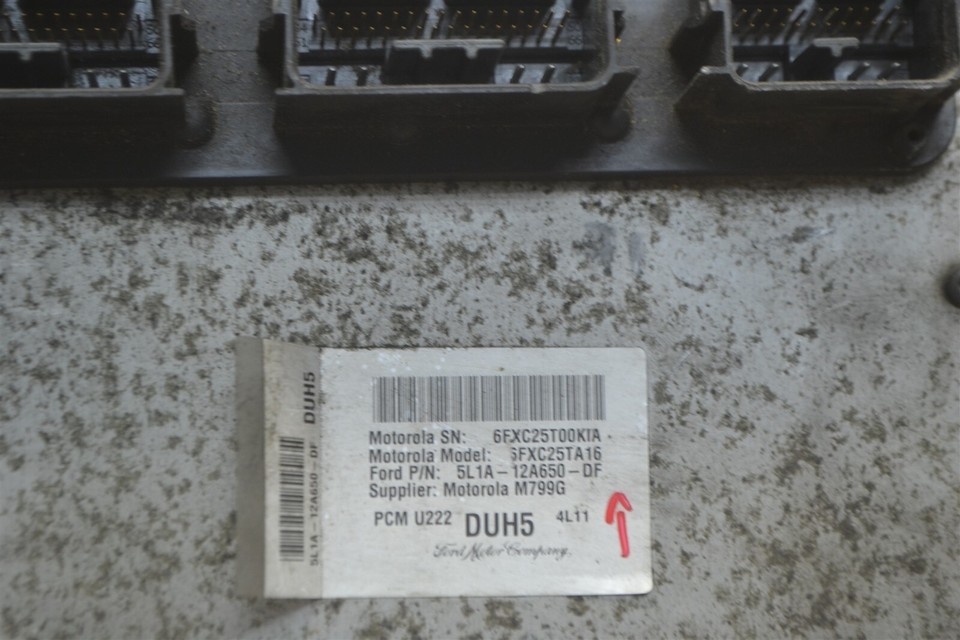 DUH5
5L1A-12A650-DF
Motorola SN: 6FXC25T00KIA
Motorola Model: 6FXC25TA16
Ford P/N: 5L1A-12A650-DF
Supplier: Motorola M799G
PCM U222 DUH5 4L11
Ford Motor Company.